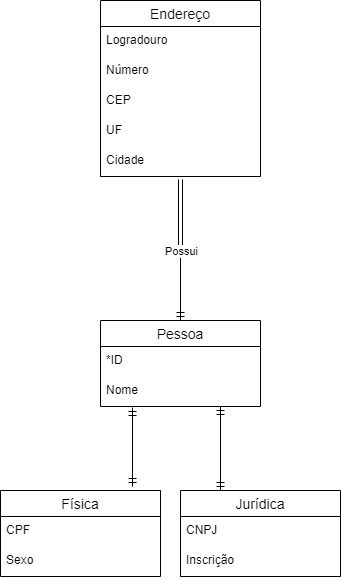 Endereço
Logradouro
Número
CEP
UF
Cidade
Possui
Pessoa
*ID
Nome
Física
CPF
Sexo
Jurídica
CNPJ
Inscrição